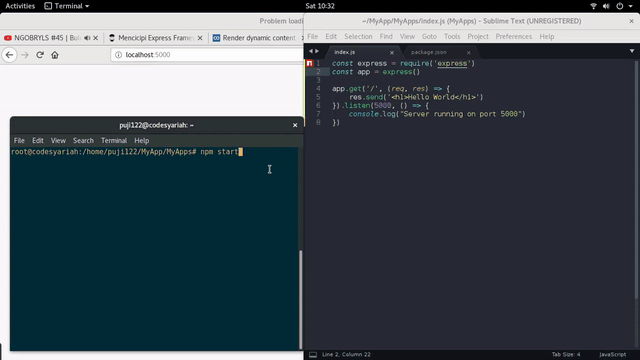 Activities Terminal Sat 10:32
Problem loadi
~/MyApp/MyApps/index.js (MyApps) - Sublime Text (UNREGISTERED)
NGOBRYLS #45 | Bul Mencicipi Express Framew Render dynamic content
localhost:5000
File Edit Selection Find View Goto Tools Project Preferences Help
index.js package.json
1 const express = require('express')
2 const app = express()
3
4 app.get('/', (req, res) => {
5 res.send('<h1>Hello World</h1>')
6 }).listen(5000, () => {
7 console.log("Server running on port 5000")
8 })
puji122@codesyariah: ~
File Edit View Search Terminal Help
root@codesyariah:/home/puji122/MyApp/MyApps# npm start
Line 2, Column 22 Tab Size: 4 JavaScript